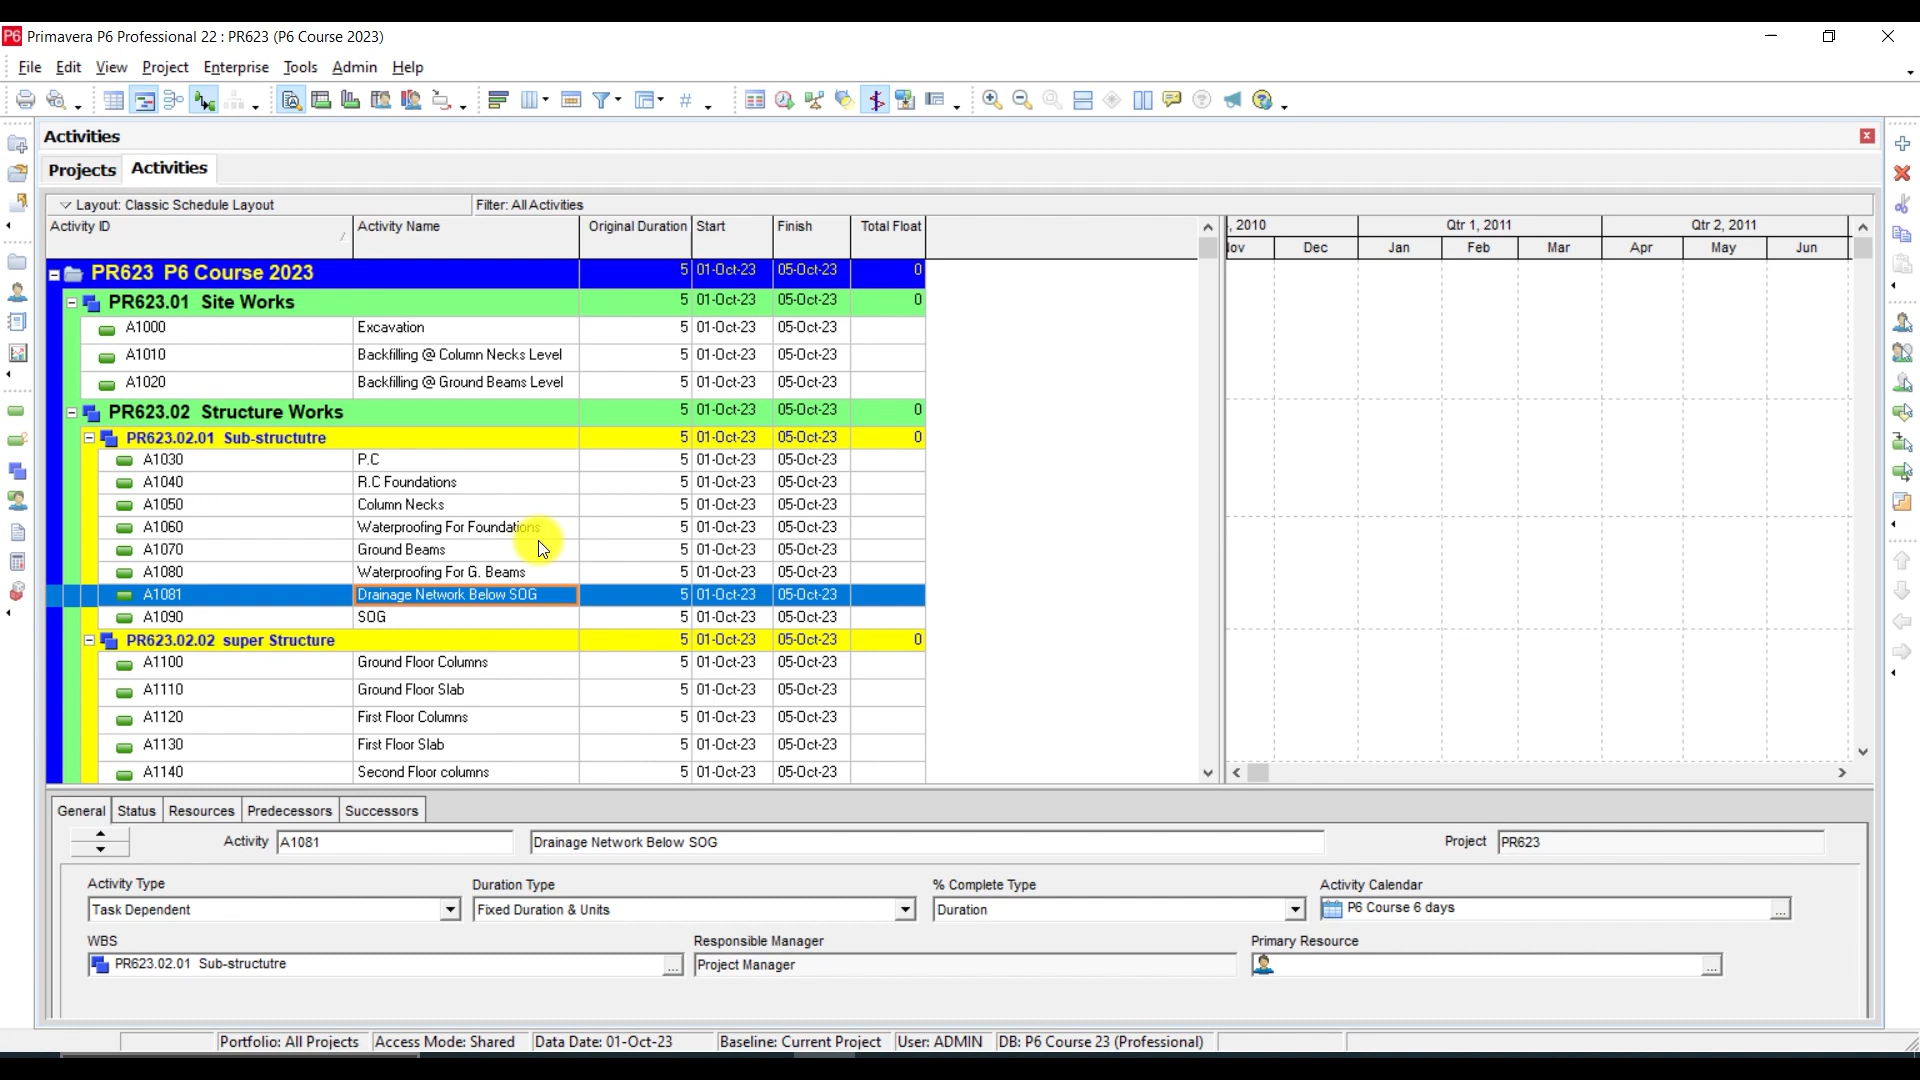 P6 Primavera P6 Professional 22 : PR623 (P6 Course 2023)
File Edit View Project Enterprise Tools Admin Help
Activities
Projects Activities
Layout: Classic Schedule Layout Filter: All Activities
Activity ID Activity Name Original Duration Start Finish Total Float
, 2010 Qtr 1, 2011 Qtr 2, 2011
Nov Dec Jan Feb Mar Apr May Jun
PR623 P6 Course 2023 5 01-Oct-23 05-Oct-23 0
PR623.01 Site Works 5 01-Oct-23 05-Oct-23 0
A1000 Excavation 5 01-Oct-23 05-Oct-23
A1010 Backfilling @ Column Necks Level 5 01-Oct-23 05-Oct-23
A1020 Backfilling @ Ground Beams Level 5 01-Oct-23 05-Oct-23
PR623.02 Structure Works 5 01-Oct-23 05-Oct-23 0
PR623.02.01 Sub-structutre 5 01-Oct-23 05-Oct-23 0
A1030 P.C 5 01-Oct-23 05-Oct-23
A1040 R.C Foundations 5 01-Oct-23 05-Oct-23
A1050 Column Necks 5 01-Oct-23 05-Oct-23
A1060 Waterproofing For Foundations 5 01-Oct-23 05-Oct-23
A1070 Ground Beams 5 01-Oct-23 05-Oct-23
A1080 Waterproofing For G. Beams 5 01-Oct-23 05-Oct-23
A1081 Drainage Network Below SOG 5 01-Oct-23 05-Oct-23
A1090 SOG 5 01-Oct-23 05-Oct-23
PR623.02.02 super Structure 5 01-Oct-23 05-Oct-23 0
A1100 Ground Floor Columns 5 01-Oct-23 05-Oct-23
A1110 Ground Floor Slab 5 01-Oct-23 05-Oct-23
A1120 First Floor Columns 5 01-Oct-23 05-Oct-23
A1130 First Floor Slab 5 01-Oct-23 05-Oct-23
A1140 Second Floor columns 5 01-Oct-23 05-Oct-23
General Status Resources Predecessors Successors
Activity A1081 Drainage Network Below SOG Project PR623
Activity Type Duration Type % Complete Type Activity Calendar
Task Dependent Fixed Duration & Units Duration P6 Course 6 days
WBS Responsible Manager Primary Resource
PR623.02.01 Sub-structutre Project Manager
Portfolio: All Projects Access Mode: Shared Data Date: 01-Oct-23 Baseline: Current Project User: ADMIN DB: P6 Course 23 (Professional)